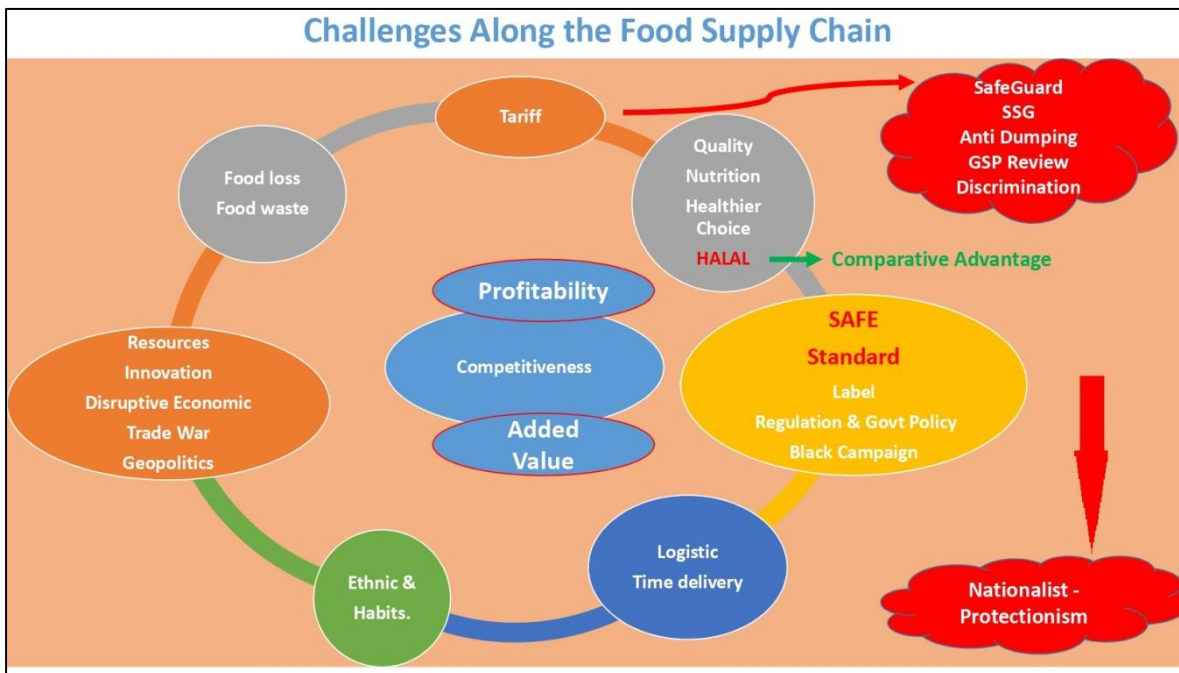 Challenges Along the Food Supply Chain
Tariff
SafeGuard
SSG
Anti Dumping
GSP Review
Discrimination
Quality
Nutrition
Healthier
Choice
HALAL
Comparative Advantage
Food loss
Food waste
Profitability
Competitiveness
Added
Value
SAFE
Standard
Label
Regulation & Govt Policy
Black Campaign
Resources
Innovation
Disruptive Economic
Trade War
Geopolitics
Logistic
Time delivery
Ethnic &
Habits.
Nationalist -
Protectionism